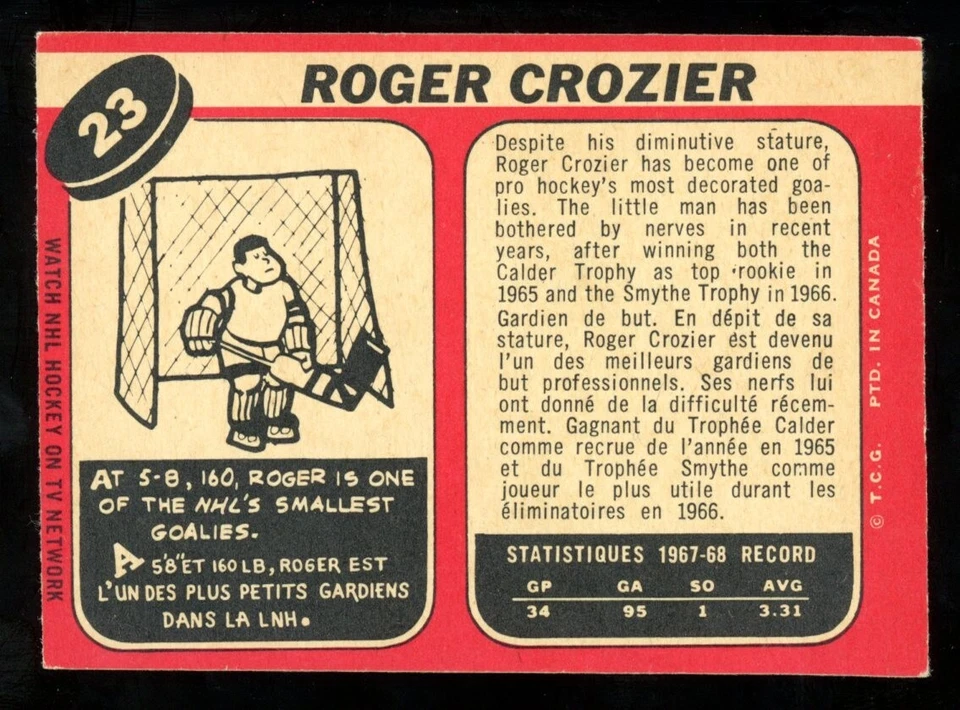 23
ROGER CROZIER
WATCH NHL HOCKEY ON TV NETWORK
AT 5-8, 160, ROGER IS ONE
OF THE NHL'S SMALLEST
GOALIES.
A 5'8" ET 160 LB, ROGER EST
L'UN DES PLUS PETITS GARDIENS
DANS LA LNH.
Despite his diminutive stature,
Roger Crozier has become one of
pro hockey's most decorated goa-
lies. The little man has been
bothered by nerves in recent
years, after winning both the
Calder Trophy as top rookie in
1965 and the Smythe Trophy in 1966.
Gardien de but. En dépit de sa
stature, Roger Crozier est devenu
l'un des meilleurs gardiens de
but professionnels. Ses nerfs lui
ont donné de la difficulté récem-
ment. Gagnant du Trophée Calder
comme recrue de l'année en 1965
et du Trophée Smythe comme
joueur le plus utile durant les
éliminatoires en 1966.
STATISTIQUES 1967-68 RECORD
GP GA SO AVG
34 95 1 3.31
© T.C.G. PTD. IN CANADA